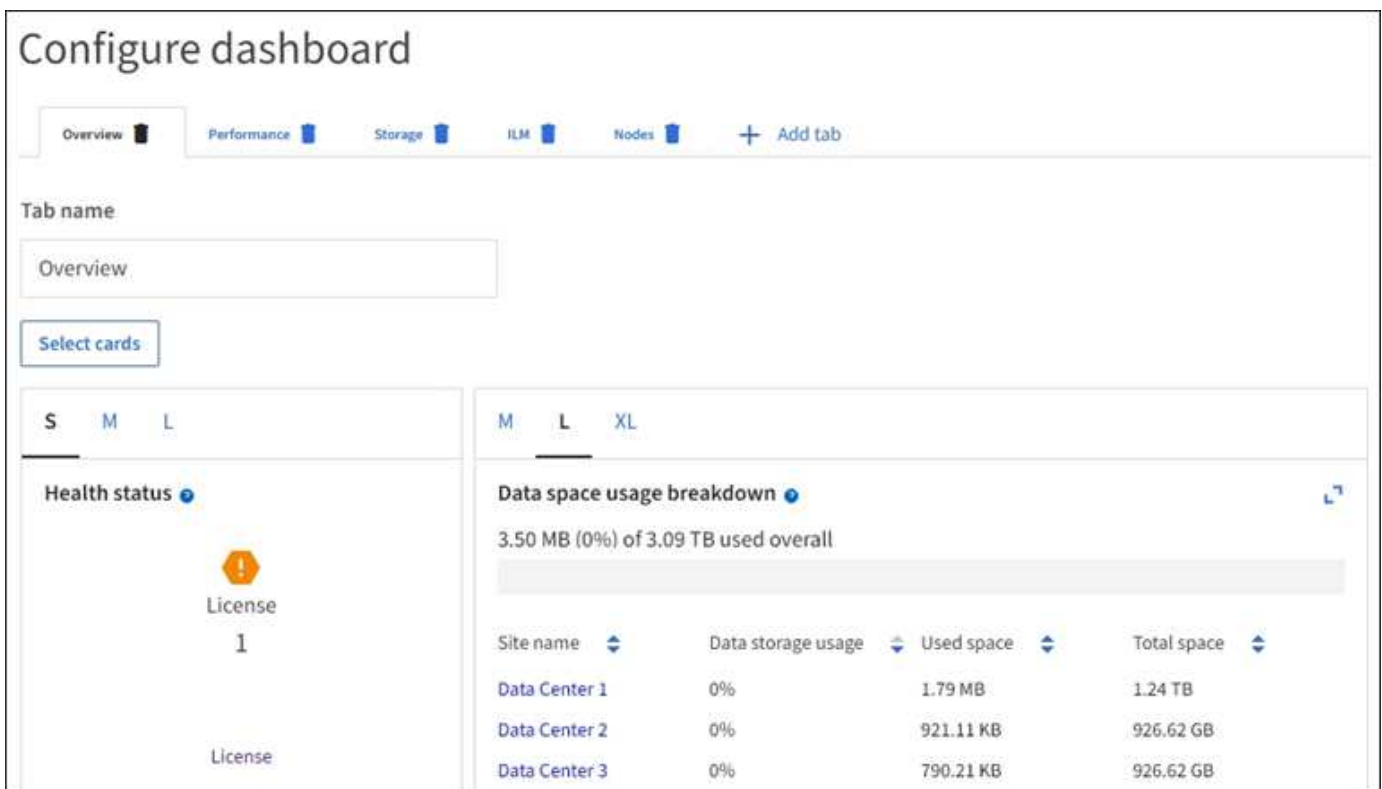 Configure dashboard
Overview Performance Storage ILM Nodes + Add tab
Tab name
Overview
Select cards
S M L
Health status
License
1
License
M L XL
Data space usage breakdown
3.50 MB (0%) of 3.09 TB used overall
Site name Data storage usage Used space Total space
Data Center 1 0% 1.79 MB 1.24 TB
Data Center 2 0% 921.11 KB 926.62 GB
Data Center 3 0% 790.21 KB 926.62 GB